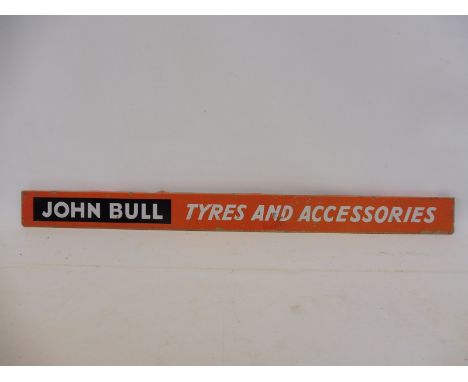 JOHN BULL TYRES AND ACCESSORIES